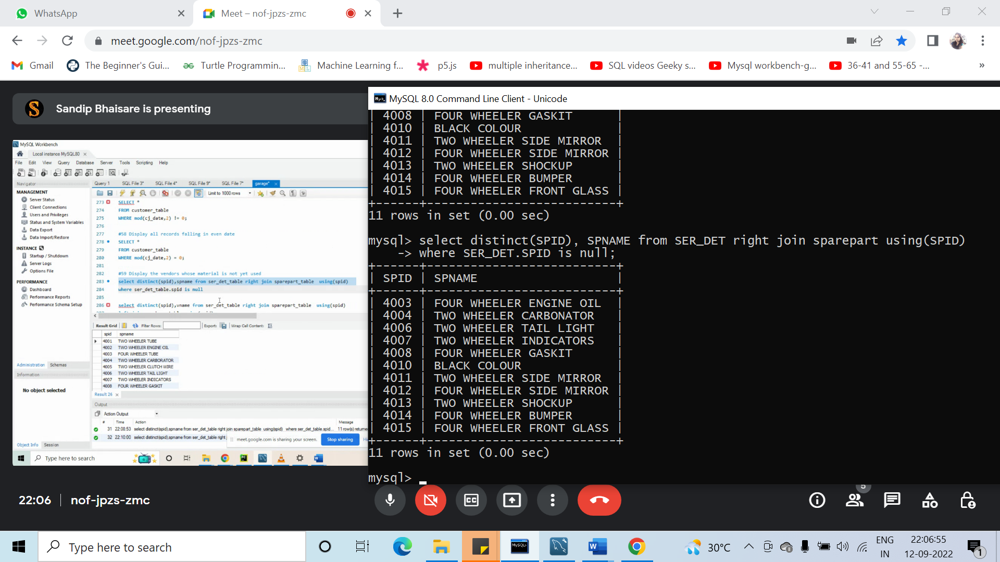 WhatsApp
Meet – nof-jpzs-zmc
meet.google.com/nof-jpzs-zmc
Gmail
The Beginner's Gui...
Turtle Programmin...
Machine Learning f...
p5.js
multiple inheritance...
SQL videos Geeky s...
Mysql workbench-g...
36-41 and 55-65 -...
»
Sandip Bhaisare is presenting
MySQL Workbench
Local instance MySQL80
File Edit View Query Database Server Tools Scripting Help
Navigator
MANAGEMENT
Server Status
Client Connections
Users and Privileges
Status and System Variables
Data Export
Data Import/Restore
INSTANCE
Startup / Shutdown
Server Logs
Options File
PERFORMANCE
Dashboard
Performance Reports
Performance Schema Setup
Administration Schemas
Information
No object selected
Object Info Session
Query 1 SQL File 3* SQL File 4* SQL File 9* SQL File 7* garage*
Limit to 1000 rows
273 SELECT *
274 FROM customer_table
275 WHERE mod(cj_date,2) != 0;
276
277 #58 Display all records falling in even date
278 SELECT *
279 FROM customer_table
280 WHERE mod(cj_date,2) = 0;
281
282 #59 Display the vendors whose material is not yet used
283 select distinct(spid),spname from ser_det_table right join sparepart_table using(spid)
284 where ser_det_table.spid is null
285
286 select distinct(spid),vname from ser_det_table right join sparepart_table using(spid)
Result Grid Filter Rows: Export: Wrap Cell Content:
spid spname
4001 TWO WHEELER TUBE
4002 TWO WHEELER ENGINE OIL
4003 FOUR WHEELER TUBE
4004 TWO WHEELER CARBORATOR
4005 TWO WHEELER CLUTCH WIRE
4006 TWO WHEELER TAIL LIGHT
4007 TWO WHEELER INDICATORS
4008 FOUR WHEELER GASKIT
Result 26
Output
Action Output
# Time Action Message
31 22:08:53 select distinct(spid),spname from ser_det_table right join sparepart_table using(spid) where ser_det_table.spid... 11 row(s) returne
32 22:10:00 select distinct(spid),spname from ser_det_table right
meet.google.com is sharing your screen. Stop sharing Hi
Type here to search
MySQL 8.0 Command Line Client - Unicode
| 4008 | FOUR WHEELER GASKIT |
| 4010 | BLACK COLOUR |
| 4011 | TWO WHEELER SIDE MIRROR |
| 4012 | FOUR WHEELER SIDE MIRROR |
| 4013 | TWO WHEELER SHOCKUP |
| 4014 | FOUR WHEELER BUMPER |
| 4015 | FOUR WHEELER FRONT GLASS |
+------+--------------------------+
11 rows in set (0.00 sec)
mysql> select distinct(SPID), SPNAME from SER_DET right join sparepart using(SPID)
-> where SER_DET.SPID is null;
+------+--------------------------+
| SPID | SPNAME |
+------+--------------------------+
| 4003 | FOUR WHEELER ENGINE OIL |
| 4004 | TWO WHEELER CARBONATOR |
| 4006 | TWO WHEELER TAIL LIGHT |
| 4007 | TWO WHEELER INDICATORS |
| 4008 | FOUR WHEELER GASKIT |
| 4010 | BLACK COLOUR |
| 4011 | TWO WHEELER SIDE MIRROR |
| 4012 | FOUR WHEELER SIDE MIRROR |
| 4013 | TWO WHEELER SHOCKUP |
| 4014 | FOUR WHEELER BUMPER |
| 4015 | FOUR WHEELER FRONT GLASS |
+------+--------------------------+
11 rows in set (0.00 sec)
mysql> _
22:06 | nof-jpzs-zmc
CC
5
Type here to search
30°C
ENG
IN
22:06:55
12-09-2022
1